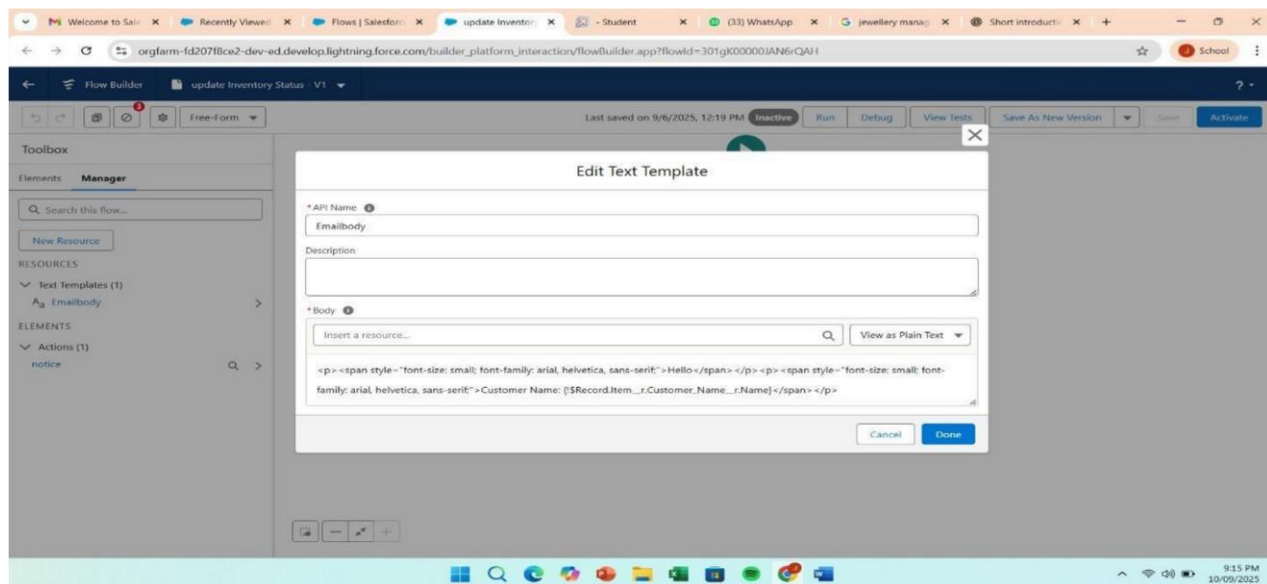 Welcome to Sale
Recently Viewed
Flows | Salesforc
update Inventory
- Student
(33) WhatsApp
jewellery manag
Short introductic
orgfarm-fd207f8ce2-dev-ed.develop.lightning.force.com/builder_platform_interaction/flowBuilder.app?flowId=301gK00000JAN6rQAH
School
Flow Builder
update Inventory Status - V1
Free-Form
Last saved on 9/6/2025, 12:19 PM Inactive Run Debug View Tests Save As New Version Save Activate
Toolbox
Elements Manager
Search this flow...
New Resource
RESOURCES
Text Templates (1)
Emailbody
ELEMENTS
Actions (1)
notice
Edit Text Template
*API Name
Emailbody
Description
*Body
Insert a resource... View as Plain Text
<p><span style="font-size: small; font-family: arial, helvetica, sans-serif;">Hello</span></p><p><span style="font-size: small; font-
family: arial, helvetica, sans-serif;">Customer Name: {!$Record.Item__r.Customer_Name__r.Name}</span></p>
Cancel Done
9:15 PM
10/09/2025